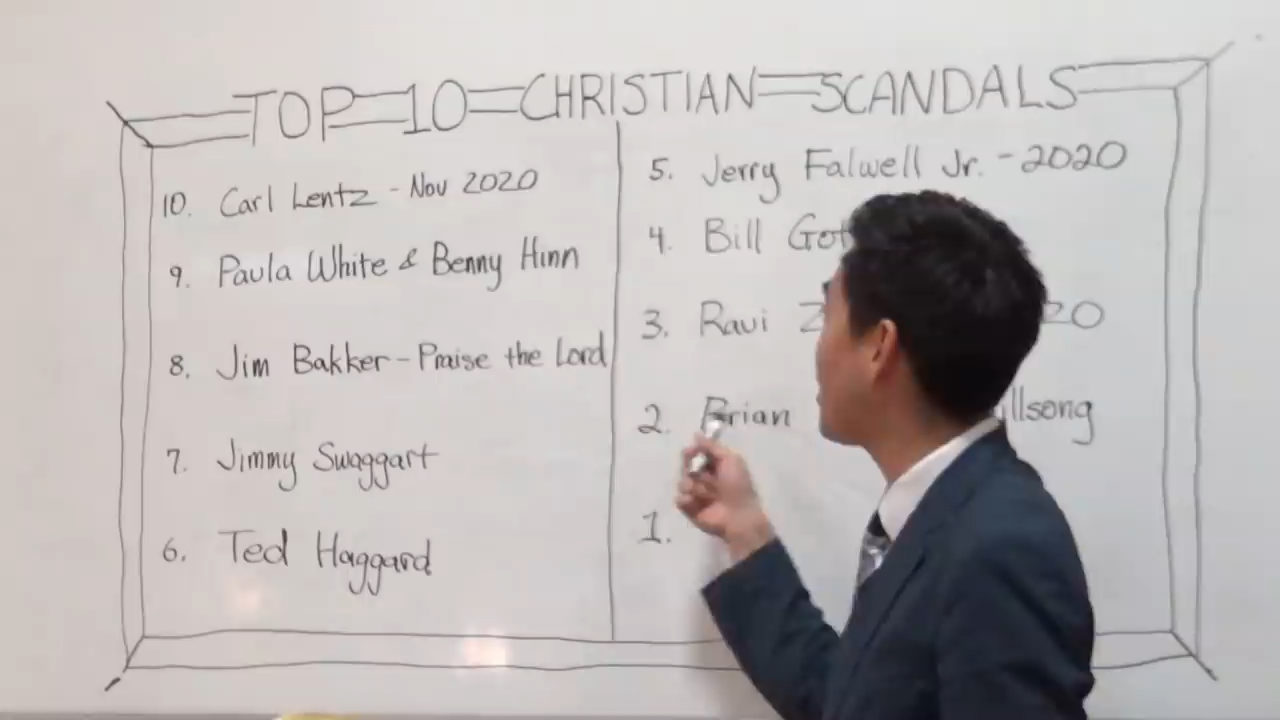 TOP 10 CHRISTIAN SCANDALS
10. Carl Lentz - Nov 2020
9. Paula White & Benny Hinn
8. Jim Bakker - Praise the Lord
7. Jimmy Swaggart
6. Ted Haggard
5. Jerry Falwell Jr. - 2020
4. Bill
3. Ravi
2. Brian
1.